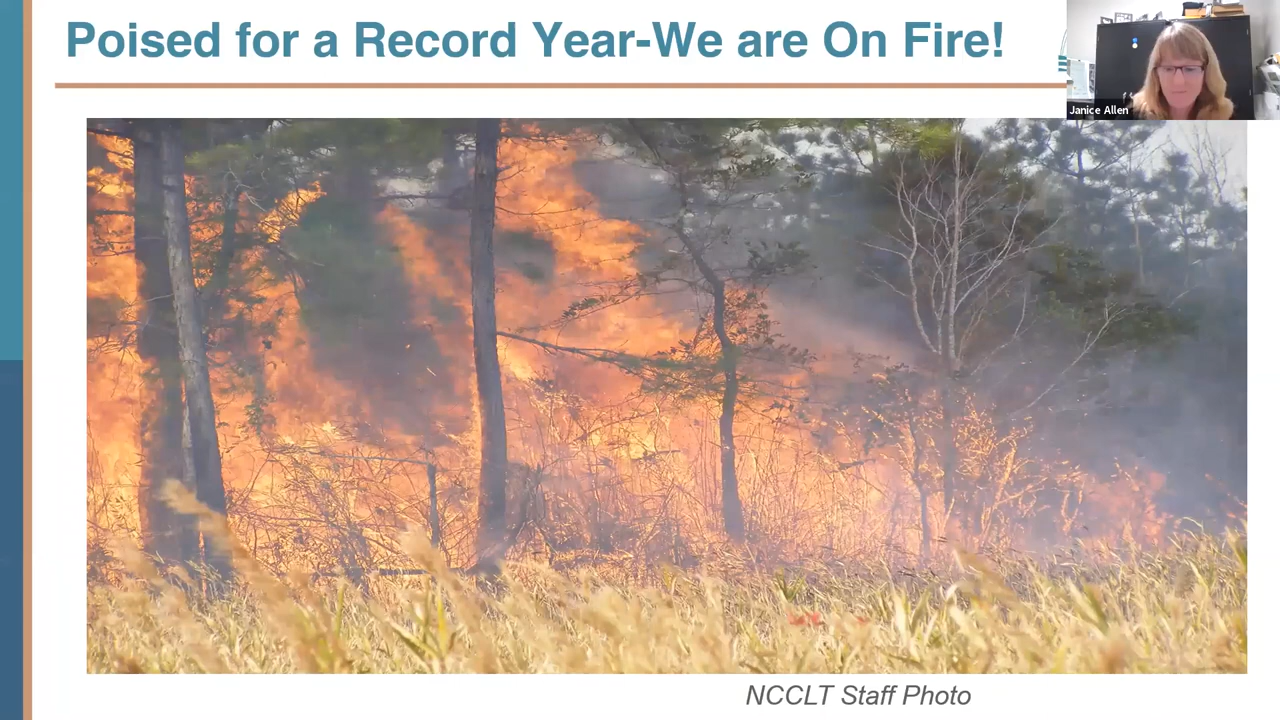 Poised for a Record Year-We are On Fire!
Janice Allen
NCCLT Staff Photo